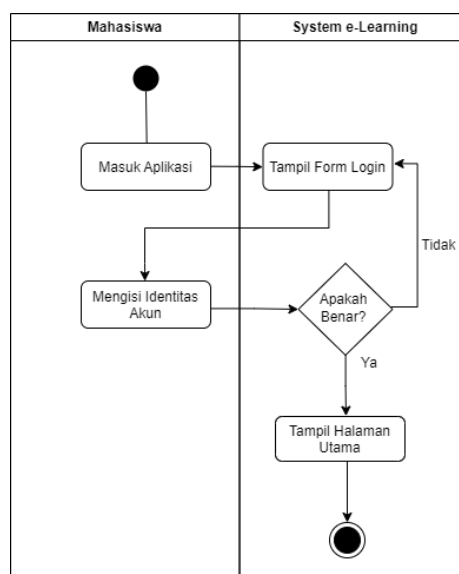 Mahasiswa
System e-Learning
Masuk Aplikasi
Tampil Form Login
Tidak
Mengisi Identitas
Akun
Apakah
Benar?
Ya
Tampil Halaman
Utama